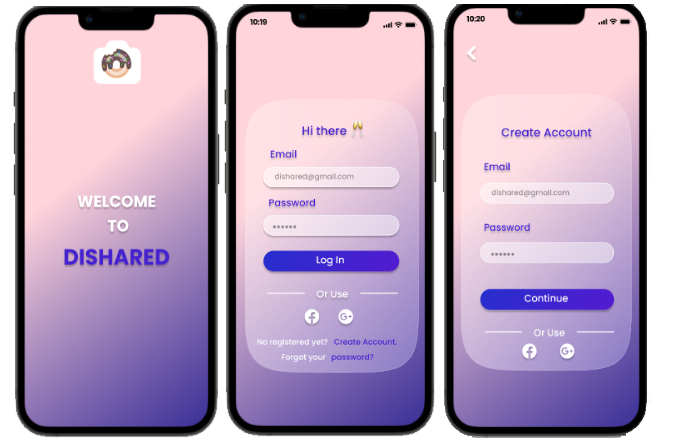 WELCOME
TO
DISHARED
10:19
Hi there
Email
dishared@gmail.com
Password
Log In
Or Use
G+
No registered yet? Create Account.
Forgot your password?
10:20
Create Account
Email
dishared@gmail.com
Password
Continue
Or Use
G+